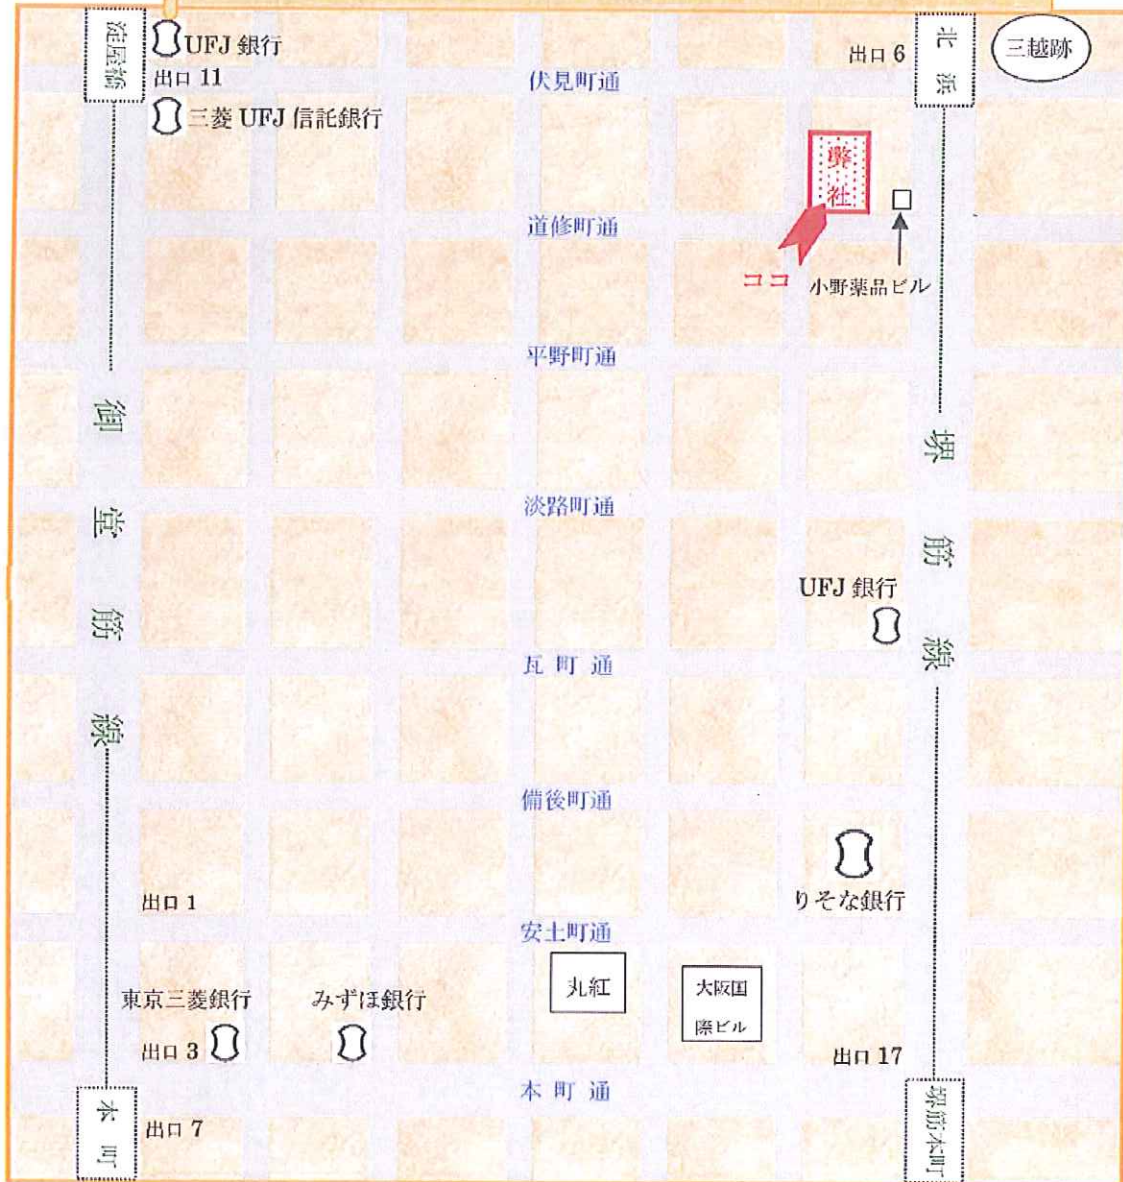 淀屋橋
UFJ 銀行
出口 11
三菱 UFJ 信託銀行
伏見町通
出口 6
北浜
三越跡
弊社
ココ
小野薬品ビル
道修町通
平野町通
御堂筋線
堺筋線
淡路町通
UFJ 銀行
瓦町通
備後町通
りそな銀行
出口 1
安土町通
東京三菱銀行
みずほ銀行
丸紅
大阪国
際ビル
出口 3
出口 17
本町通
本町
出口 7
堺筋本町